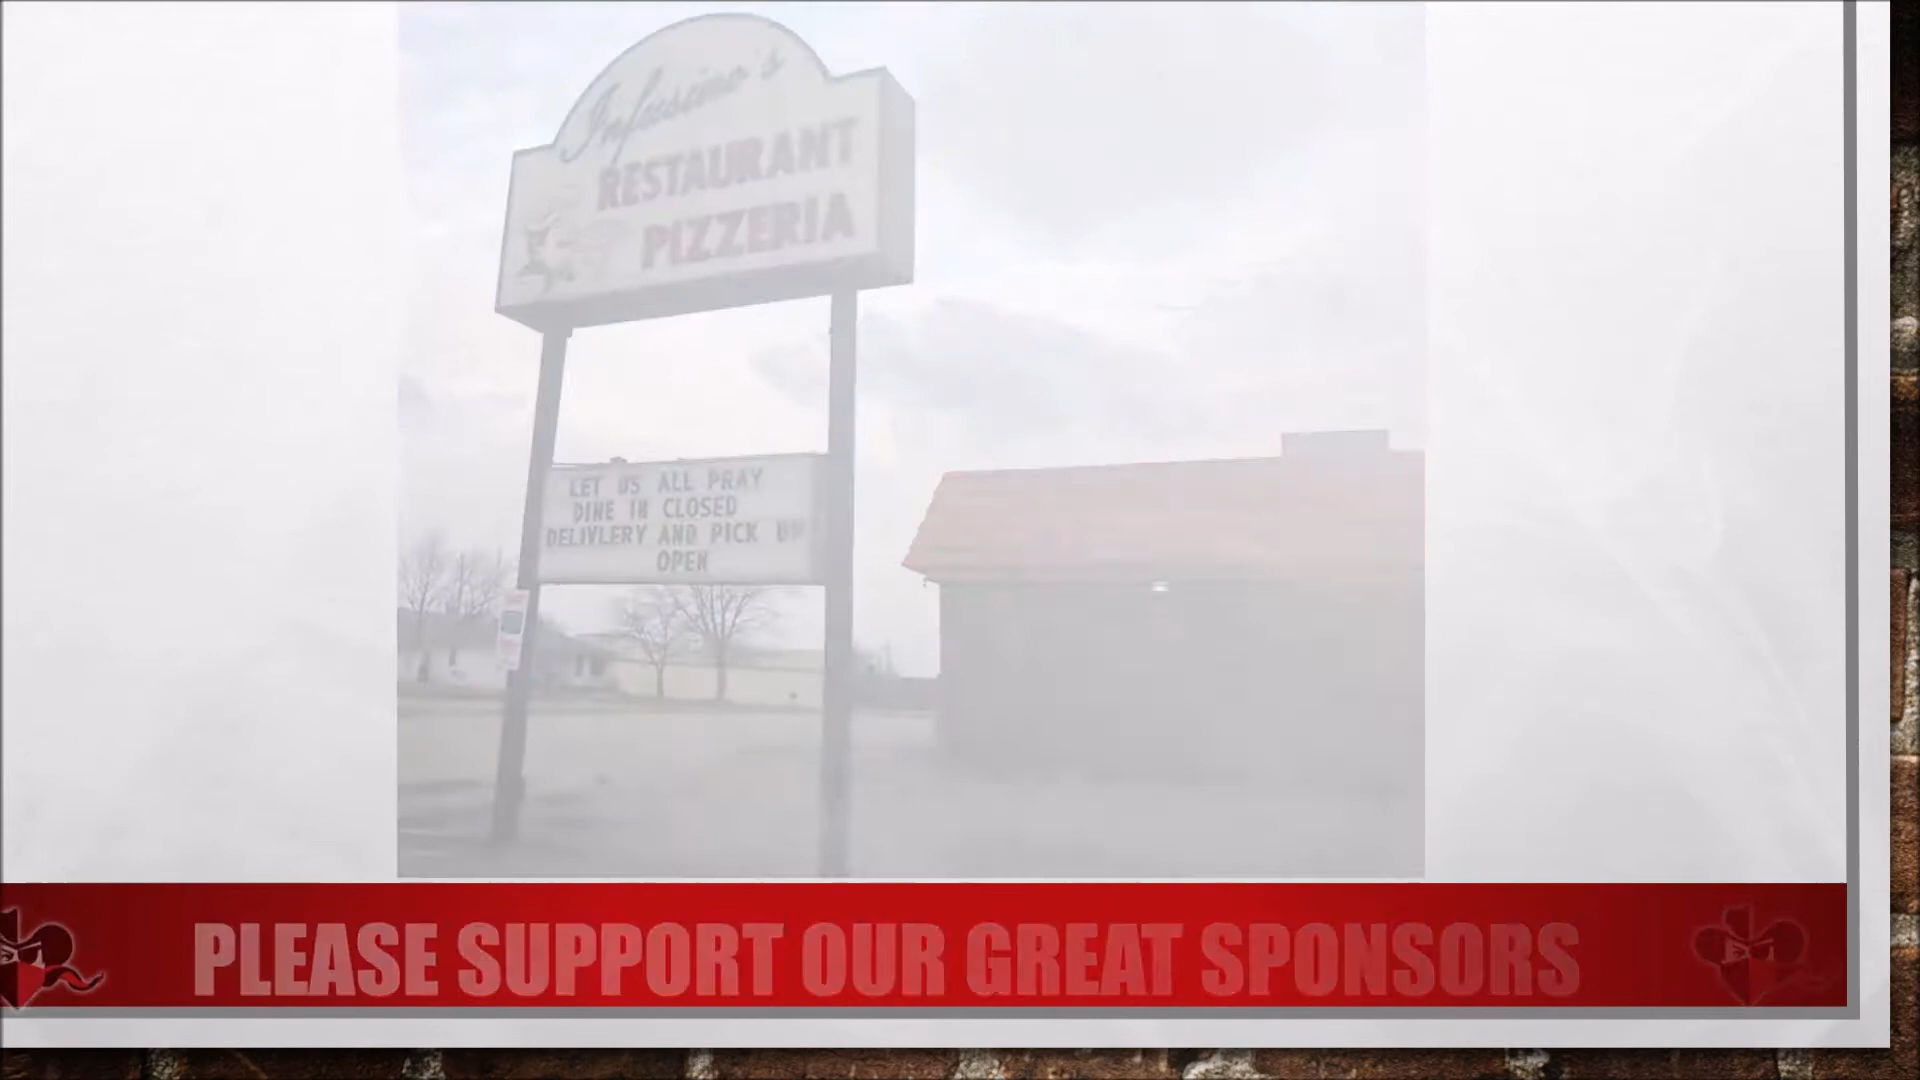 Infusino's
RESTAURANT
PIZZERIA
LET US ALL PRAY
DINE IN CLOSED
DELIVLERY AND PICK UP
OPEN
PLEASE SUPPORT OUR GREAT SPONSORS